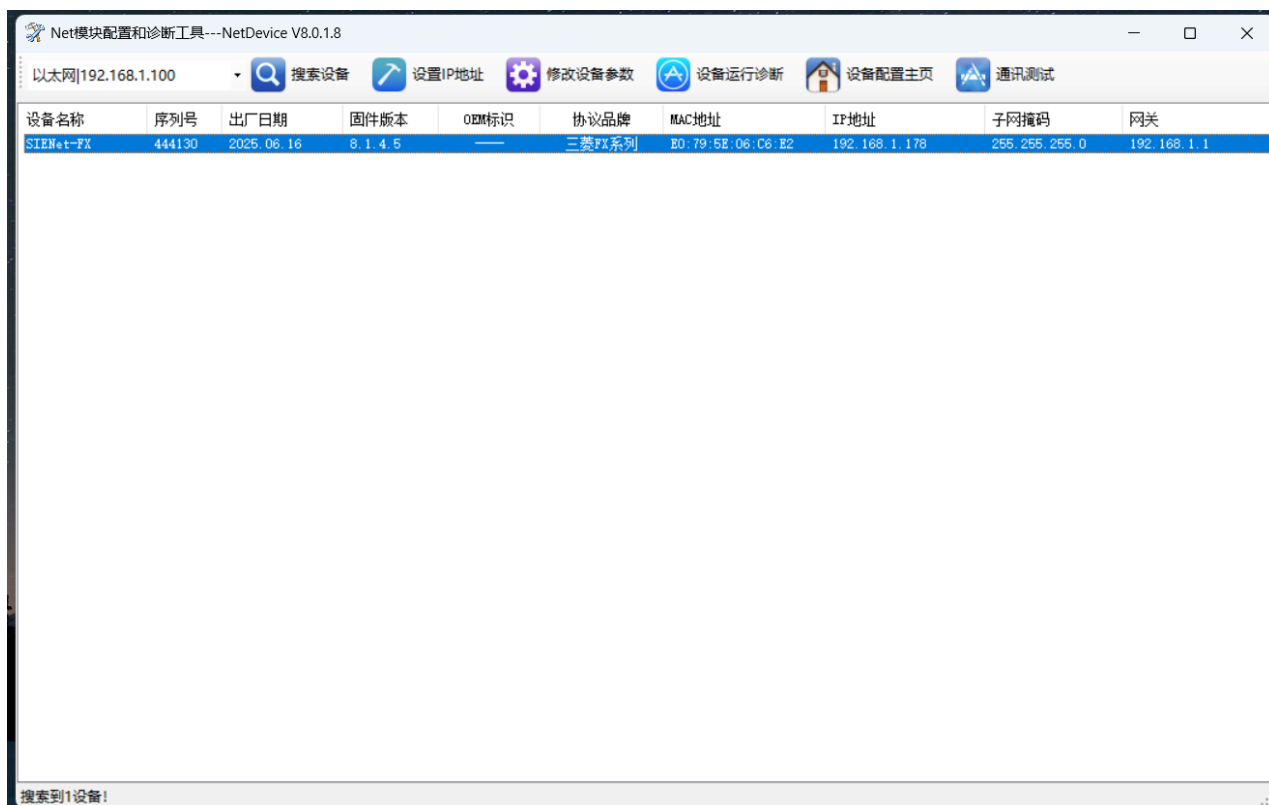 Net模块配置和诊断工具---NetDevice V8.0.1.8
以太网|192.168.1.100 搜索设备 设置IP地址 修改设备参数 设备运行诊断 设备配置主页 通讯测试
设备名称 序列号 出厂日期 固件版本 OEM标识 协议品牌 MAC地址 IP地址 子网掩码 网关
SIENet-FX 444130 2025.06.16 8.1.4.5 —— 三菱FX系列 E0:79:5E:06:C6:E2 192.168.1.178 255.255.255.0 192.168.1.1
搜索到1设备!